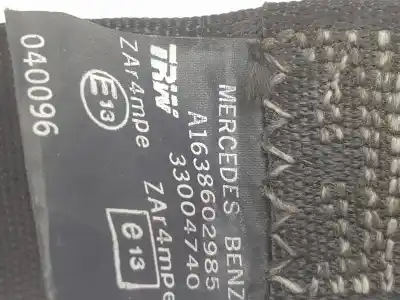 MERCEDES BENZ
A1638602985
33004740
TRW
ZAr4mpe ZAr4mpe
E13 e13
040096